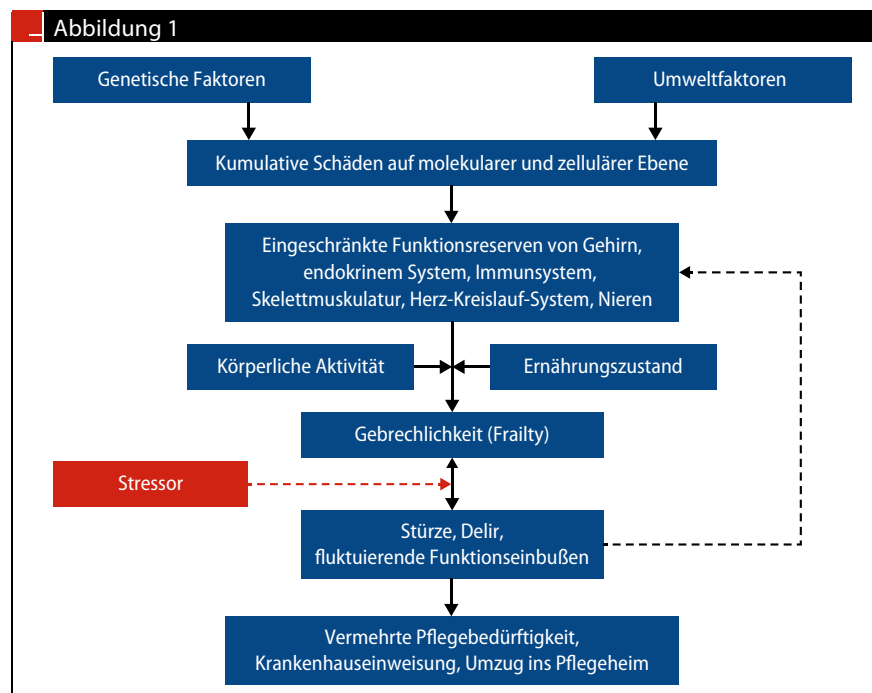 Abbildung 1
Genetische Faktoren
Umweltfaktoren
Kumulative Schäden auf molekularer und zellulärer Ebene
Eingeschränkte Funktionsreserven von Gehirn,
endokrinem System, Immunsystem,
Skelettmuskulatur, Herz-Kreislauf-System, Nieren
Körperliche Aktivität
Ernährungszustand
Gebrechlichkeit (Frailty)
Stressor
Stürze, Delir,
fluktuierende Funktionseinbußen
Vermehrte Pflegebedürftigkeit,
Krankenhauseinweisung, Umzug ins Pflegeheim